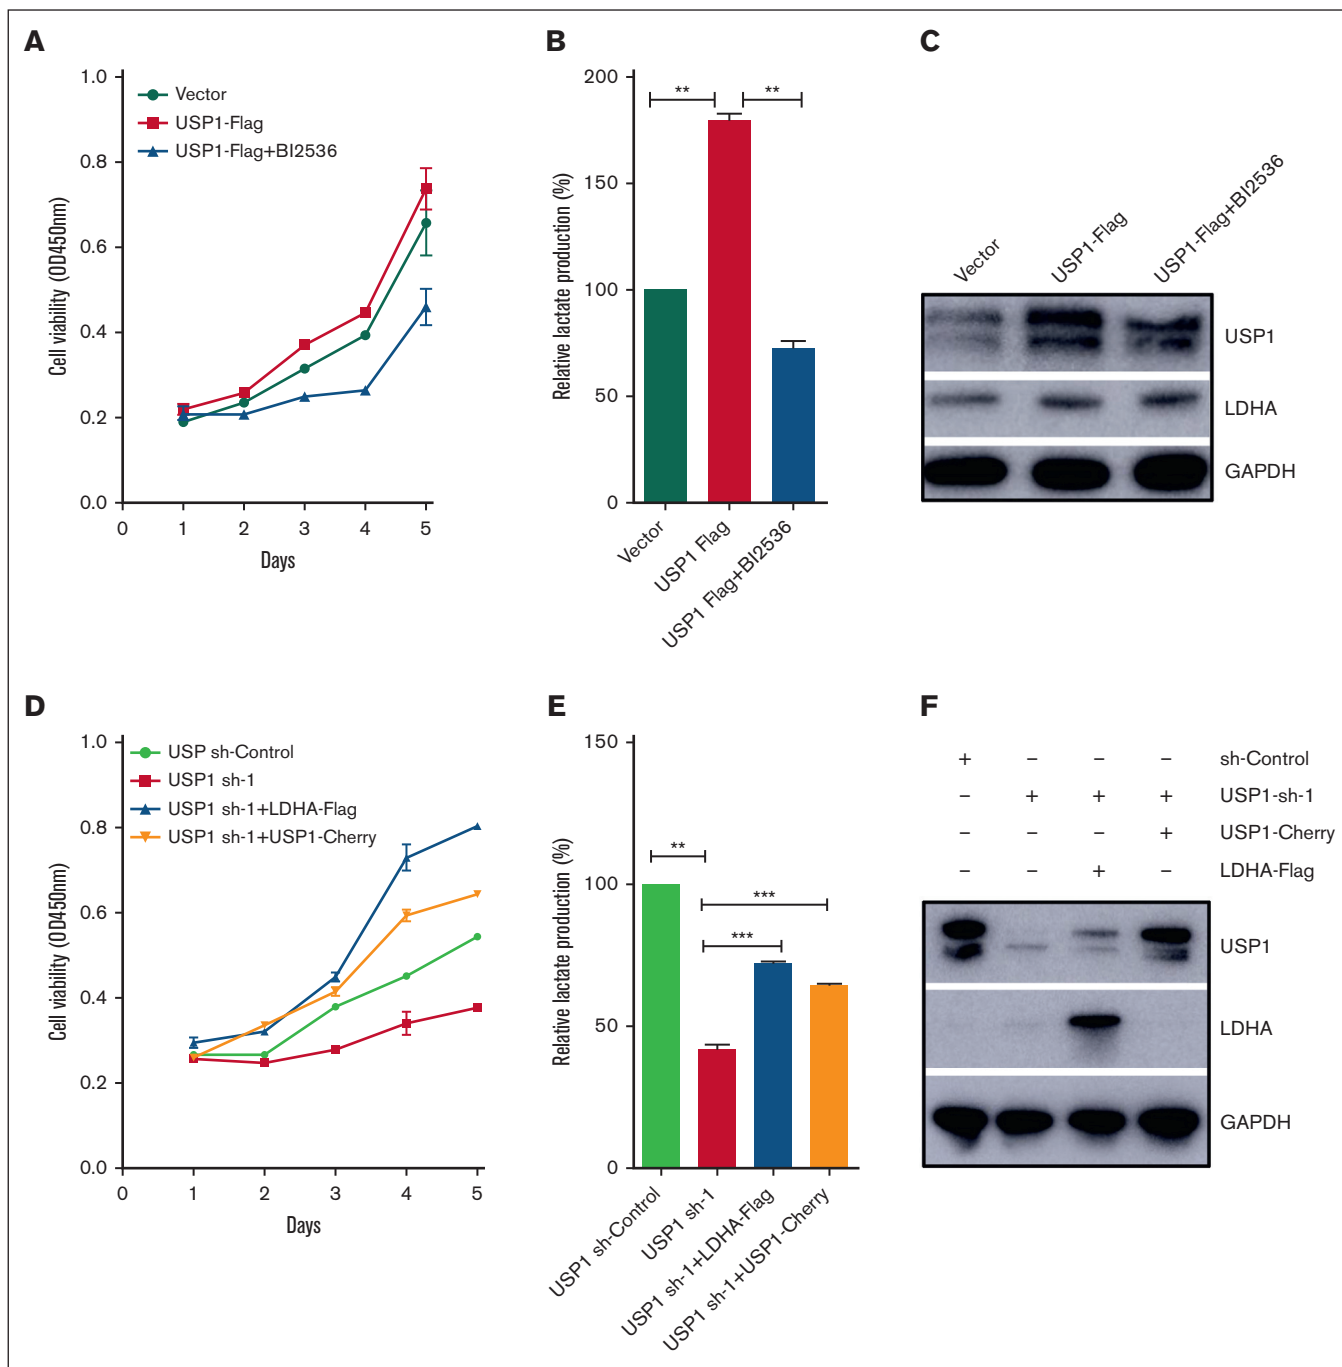 A
Cell viability (OD450nm)
1.0
0.8
0.6
0.4
0.2
0.0
0
1
2
3
4
5
Days
Vector
USP1-Flag
USP1-Flag+BI2536
B
Relative lactate production (%)
200
150
100
50
0
**
**
Vector
USP1 Flag
USP1 Flag+BI2536
C
Vector
USP1-Flag
USP1-Flag+BI2536
USP1
LDHA
GAPDH
D
Cell viability (OD450nm)
1.0
0.8
0.6
0.4
0.2
0.0
0
1
2
3
4
5
Days
USP sh-Control
USP1 sh-1
USP1 sh-1+LDHA-Flag
USP1 sh-1+USP1-Cherry
E
Relative lactate production (%)
150
100
50
0
**
***
***
USP1 sh-Control
USP1 sh-1
USP1 sh-1+LDHA-Flag
USP1 sh-1+USP1-Cherry
F
+ – – – sh-Control
– + + + USP1-sh-1
– – – + USP1-Cherry
– – + – LDHA-Flag
USP1
LDHA
GAPDH